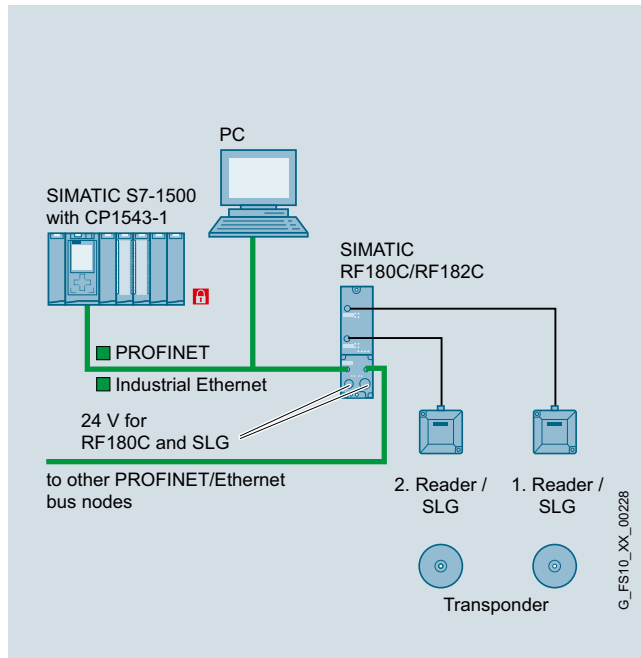 PC
SIMATIC S7-1500
with CP1543-1
SIMATIC
RF180C/RF182C
PROFINET
Industrial Ethernet
24 V for
RF180C and SLG
to other PROFINET/Ethernet
bus nodes
2. Reader /
SLG
1. Reader /
SLG
Transponder
G_FS10_XX_00228